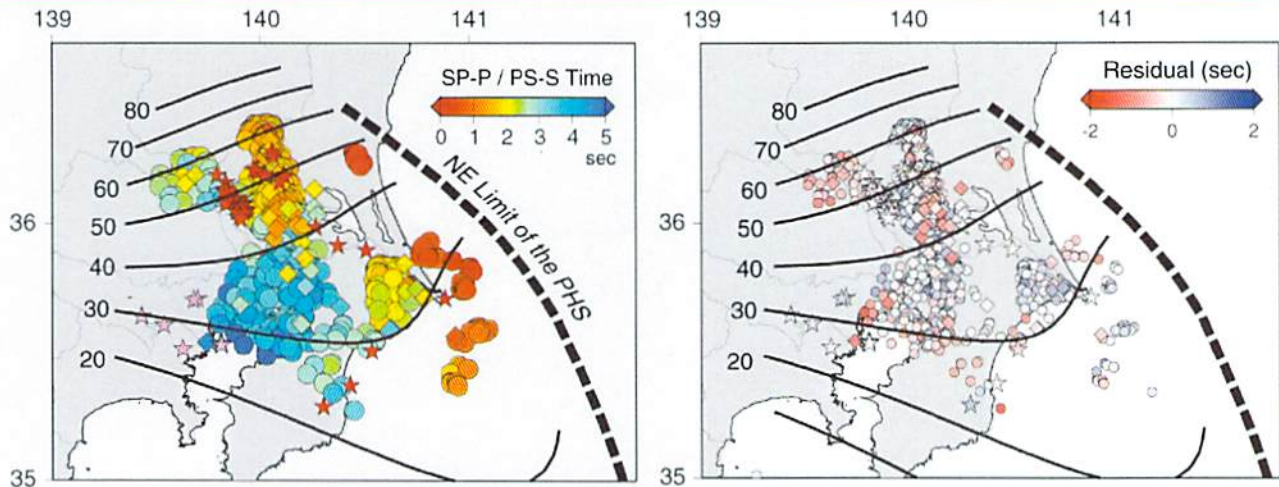 139 140 141
SP-P / PS-S Time
0 1 2 3 4 5
sec
80
70
60
50
40
30
20
NE Limit of the PHS
36
35
139 140 141
Residual (sec)
-2 0 2
80
70
60
50
40
30
20
36
35